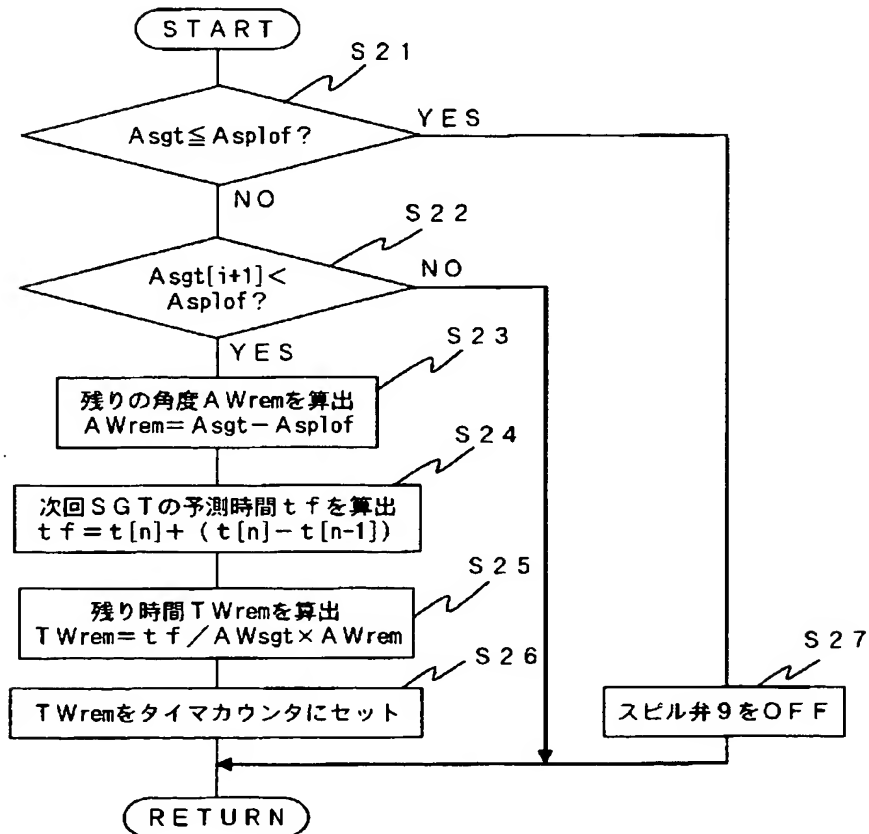 START
S21
Asgt≦Asplof?
YES
NO
S22
Asgt[i+1]<
Asplof?
NO
YES
S23
残りの角度AWremを算出
AWrem=Asgt-Asplof
S24
次回SGTの予測時間tfを算出
tf=t[n]+(t[n]-t[n-1])
S25
残り時間TWremを算出
TWrem=tf/AWsgt×AWrem
S26
TWremをタイマカウンタにセット
S27
スピル弁9をOFF
RETURN